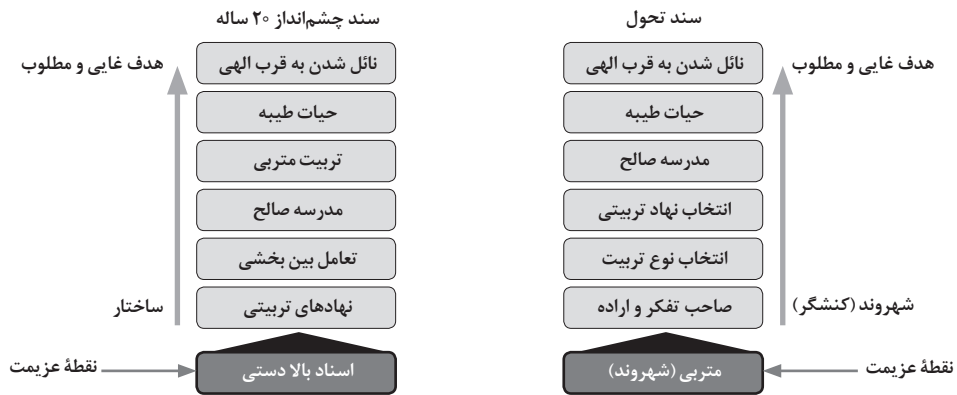 سند تحول
سند چشم‌انداز ۲۰ ساله
هدف غایی و مطلوب
نائل شدن به قرب الهی
حیات طیبه
مدرسه صالح
انتخاب نهاد تربیتی
انتخاب نوع تربیت
شهروند (کنشگر)
صاحب تفکر و اراده
نقطهٔ عزیمت
متربی (شهروند)
نائل شدن به قرب الهی
هدف غایی و مطلوب
حیات طیبه
تربیت متربی
مدرسه صالح
تعامل بین بخشی
نهادهای تربیتی
ساختار
اسناد بالا دستی
نقطهٔ عزیمت